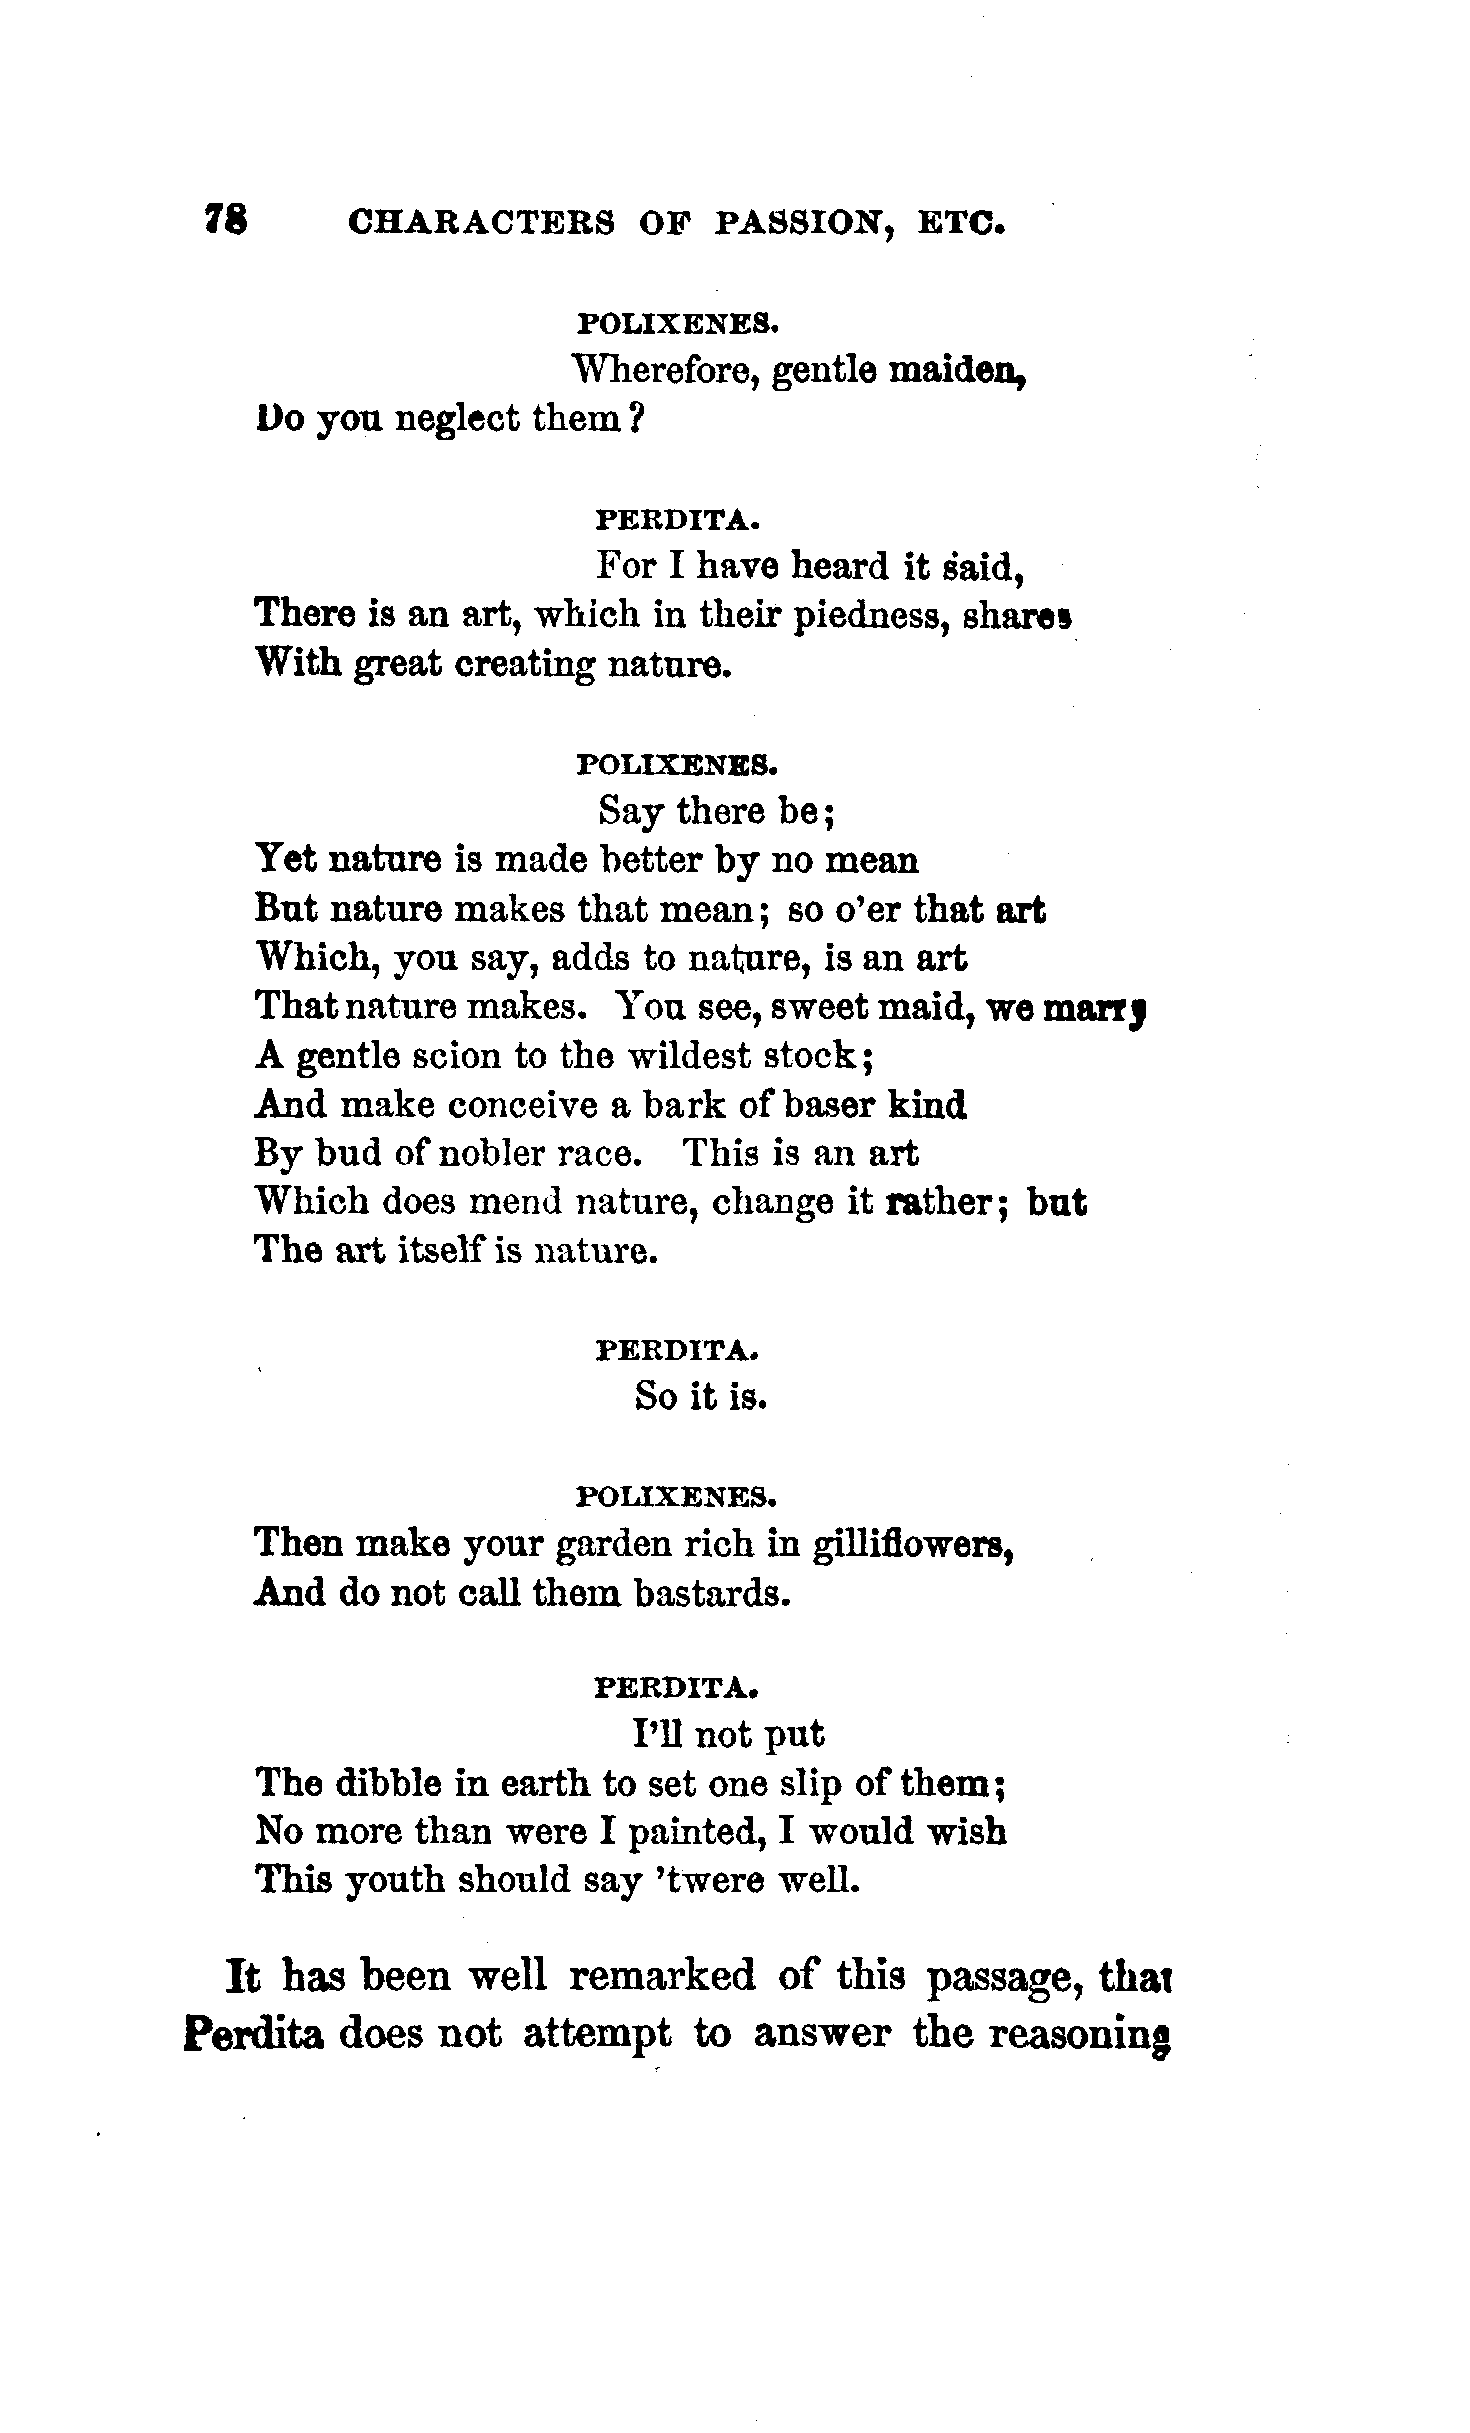 78 CHARACTERS OF PASSION, ETC.
POLIXENES.
Wherefore, gentle maiden,
Do you neglect them?
PERDITA.
For I have heard it said,
There is an art, which in their piedness, shares
With great creating nature.
POLIXENES.
Say there be;
Yet nature is made better by no mean
But nature makes that mean; so o'er that art
Which, you say, adds to nature, is an art
That nature makes. You see, sweet maid, we marry
A gentle scion to the wildest stock;
And make conceive a bark of baser kind
By bud of nobler race. This is an art
Which does mend nature, change it rather; but
The art itself is nature.
PERDITA.
So it is.
POLIXENES.
Then make your garden rich in gilliflowers,
And do not call them bastards.
PERDITA.
I'll not put
The dibble in earth to set one slip of them;
No more than were I painted, I would wish
This youth should say 'twere well.
It has been well remarked of this passage, that
Perdita does not attempt to answer the reasoning